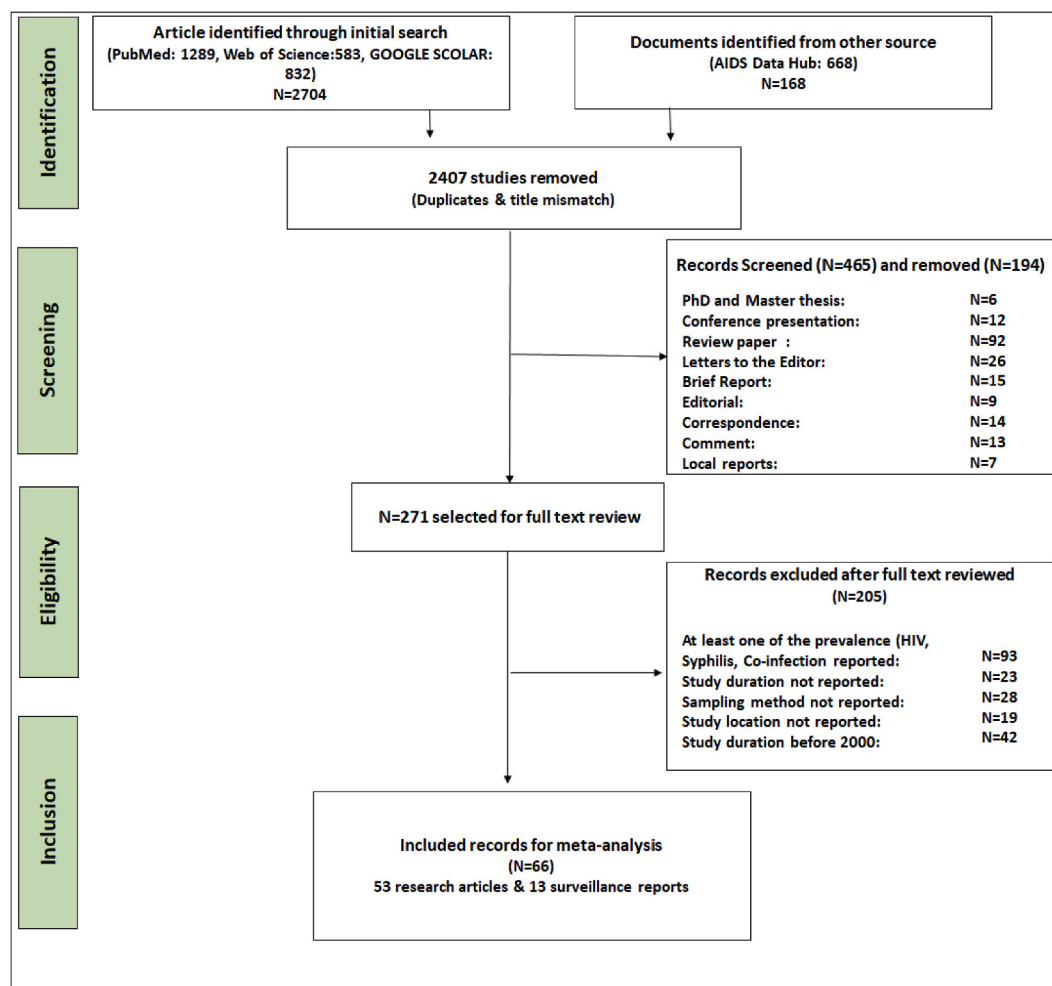 Identification
Article identified through initial search
(PubMed: 1289, Web of Science:583, GOOGLE SCOLAR:
832)
N=2704
Documents identified from other source
(AIDS Data Hub: 668)
N=168
2407 studies removed
(Duplicates & title mismatch)
Screening
Records Screened (N=465) and removed (N=194)
PhD and Master thesis: N=6
Conference presentation: N=12
Review paper : N=92
Letters to the Editor: N=26
Brief Report: N=15
Editorial: N=9
Correspondence: N=14
Comment: N=13
Local reports: N=7
Eligibility
N=271 selected for full text review
Records excluded after full text reviewed
(N=205)
At least one of the prevalence (HIV,
Syphilis, Co-infection reported: N=93
Study duration not reported: N=23
Sampling method not reported: N=28
Study location not reported: N=19
Study duration before 2000: N=42
Inclusion
Included records for meta-analysis
(N=66)
53 research articles & 13 surveillance reports